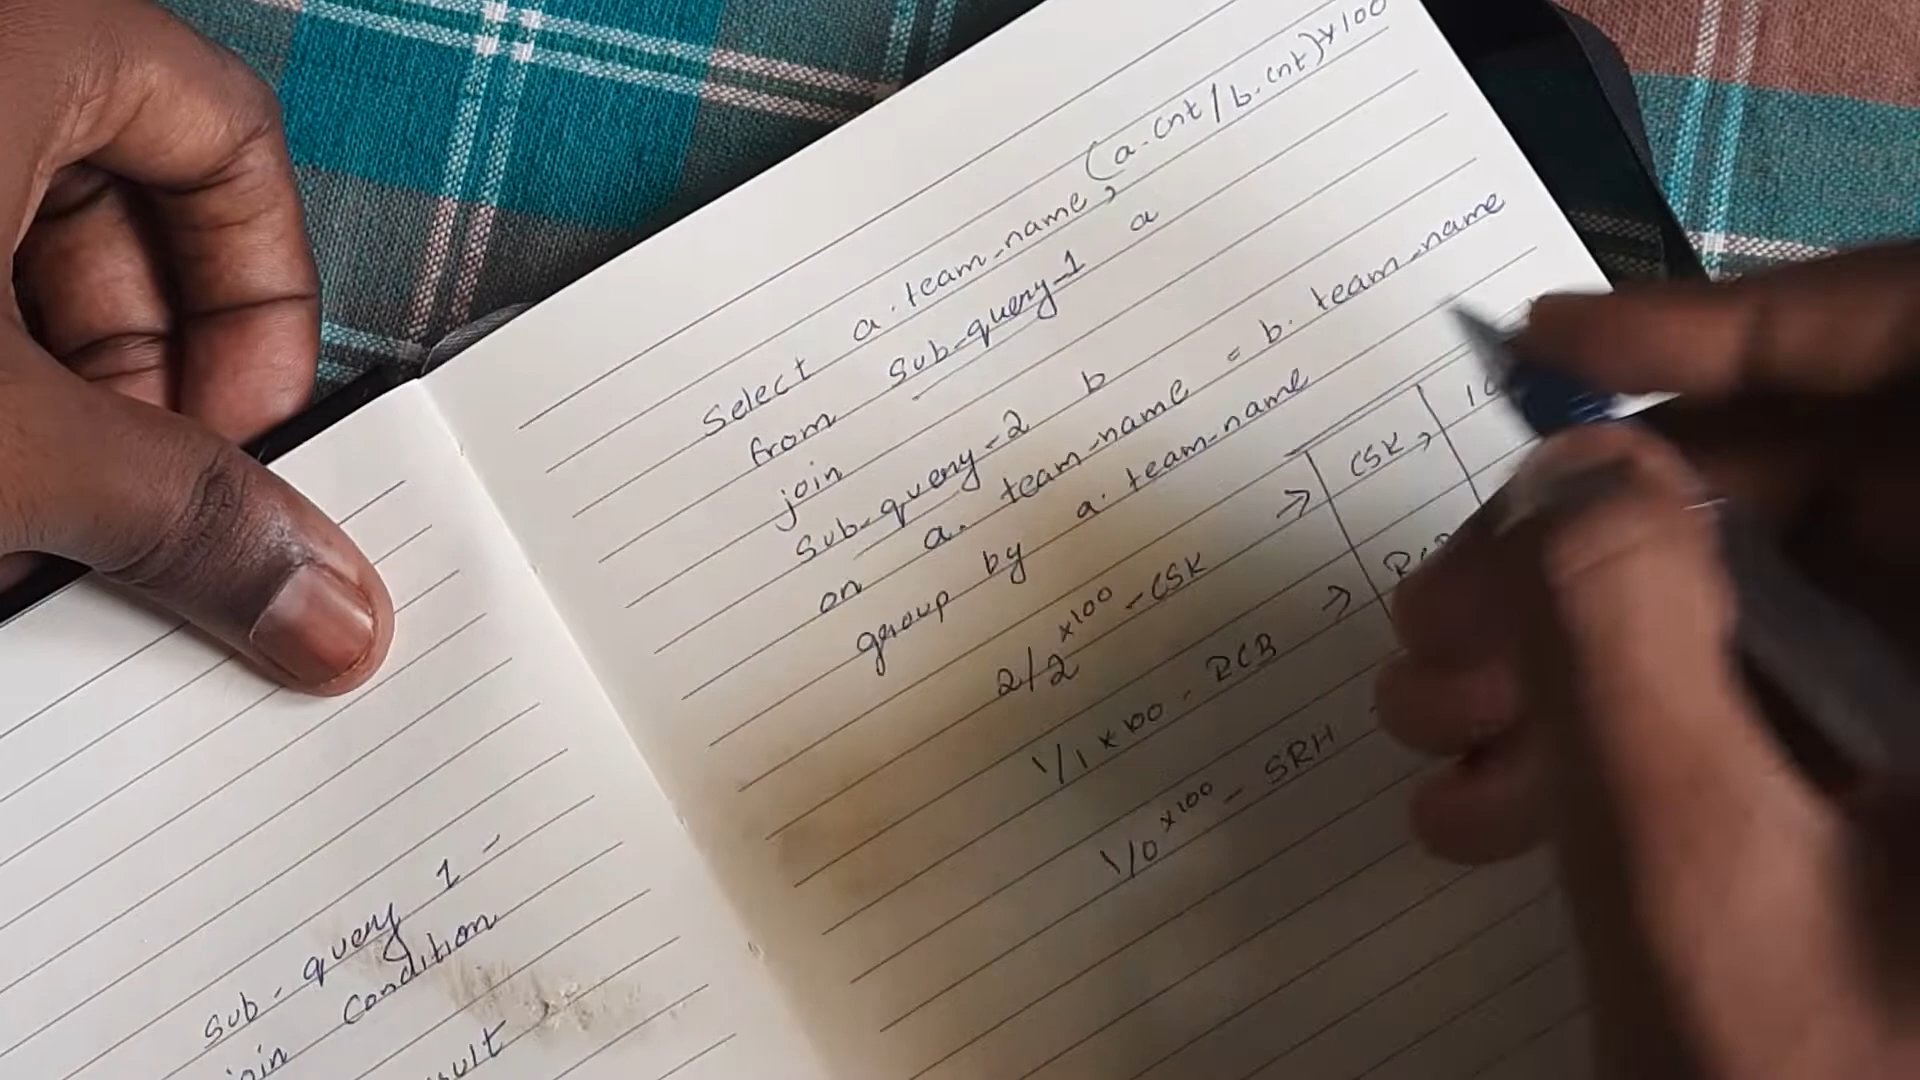 sub-query 1 -
join condition
Select a.team_name, (a.cnt/b.cnt)*100
from sub-query-1 a
join
sub-query-2 b
on a.team_name = b.team_name
group by a.team_name
2/2 x100 - CSK → CSK →
1/1 x 100 - RCB →
1/0 x100 - SRH